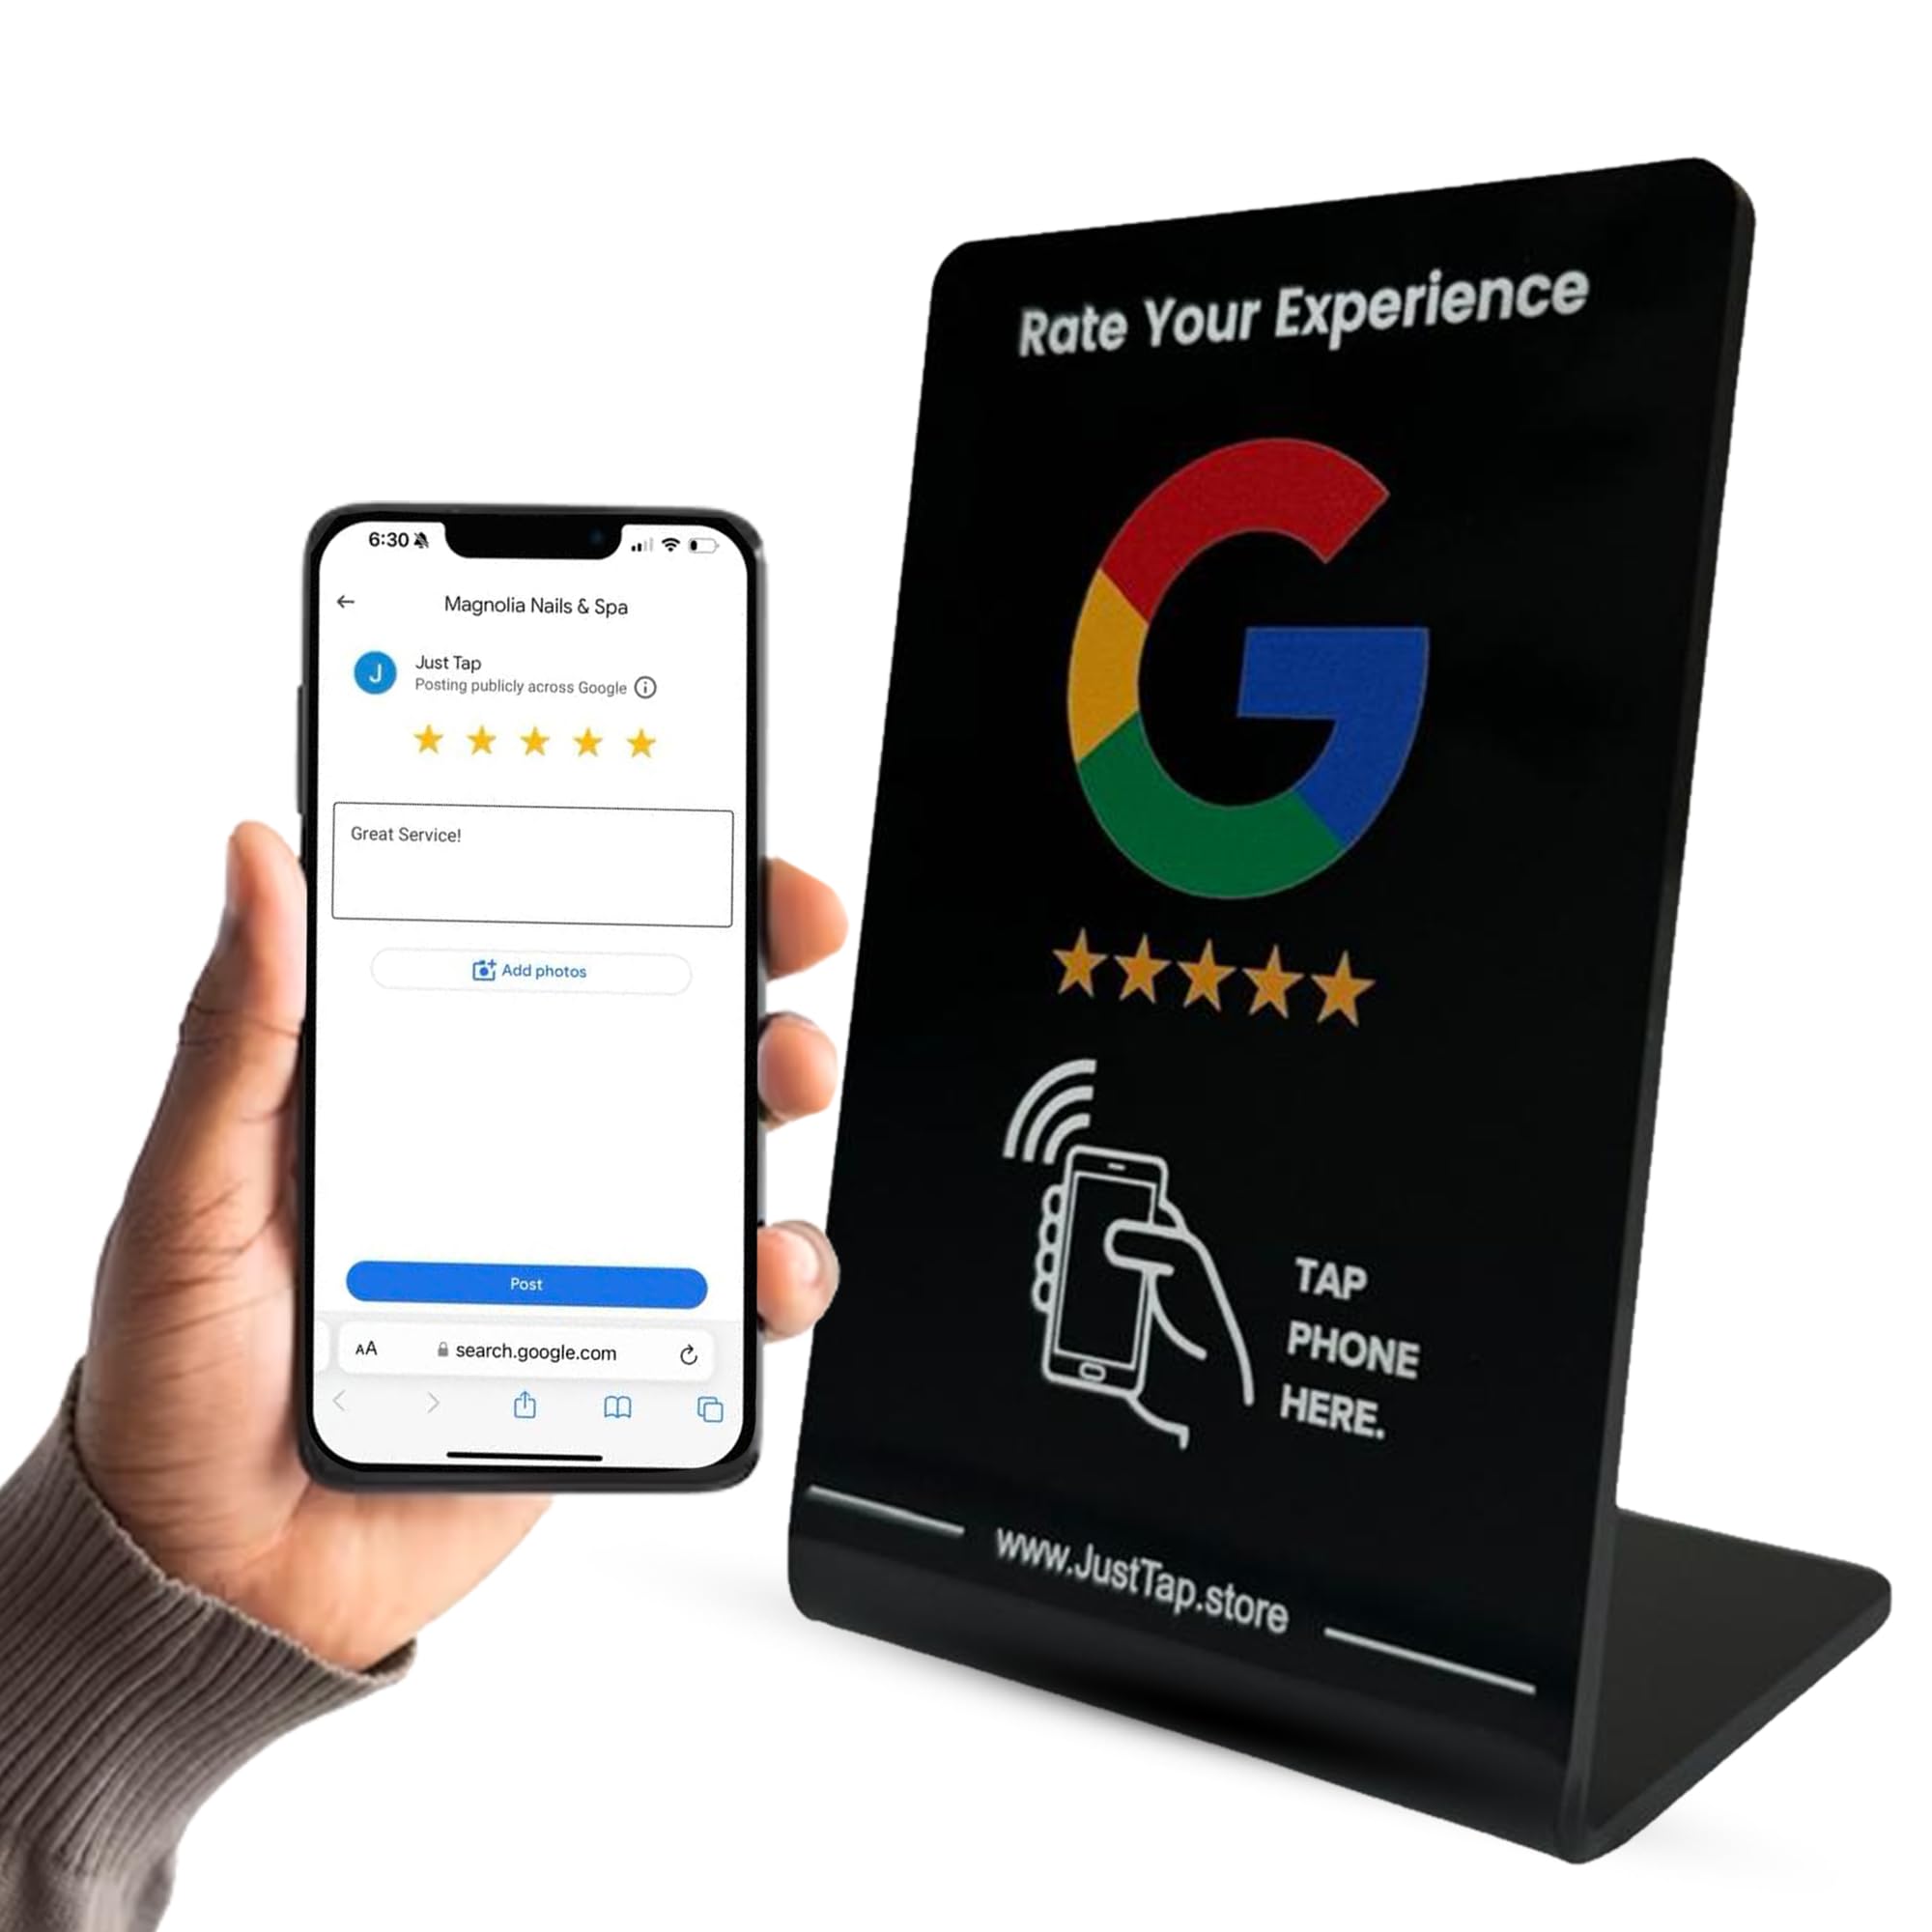 6:30
Magnolia Nails & Spa
J
Just Tap
Posting publicly across Google
Great Service!
Add photos
Post
AA
search.google.com
Rate Your Experience
G
TAP
PHONE
HERE.
www.JustTap.store